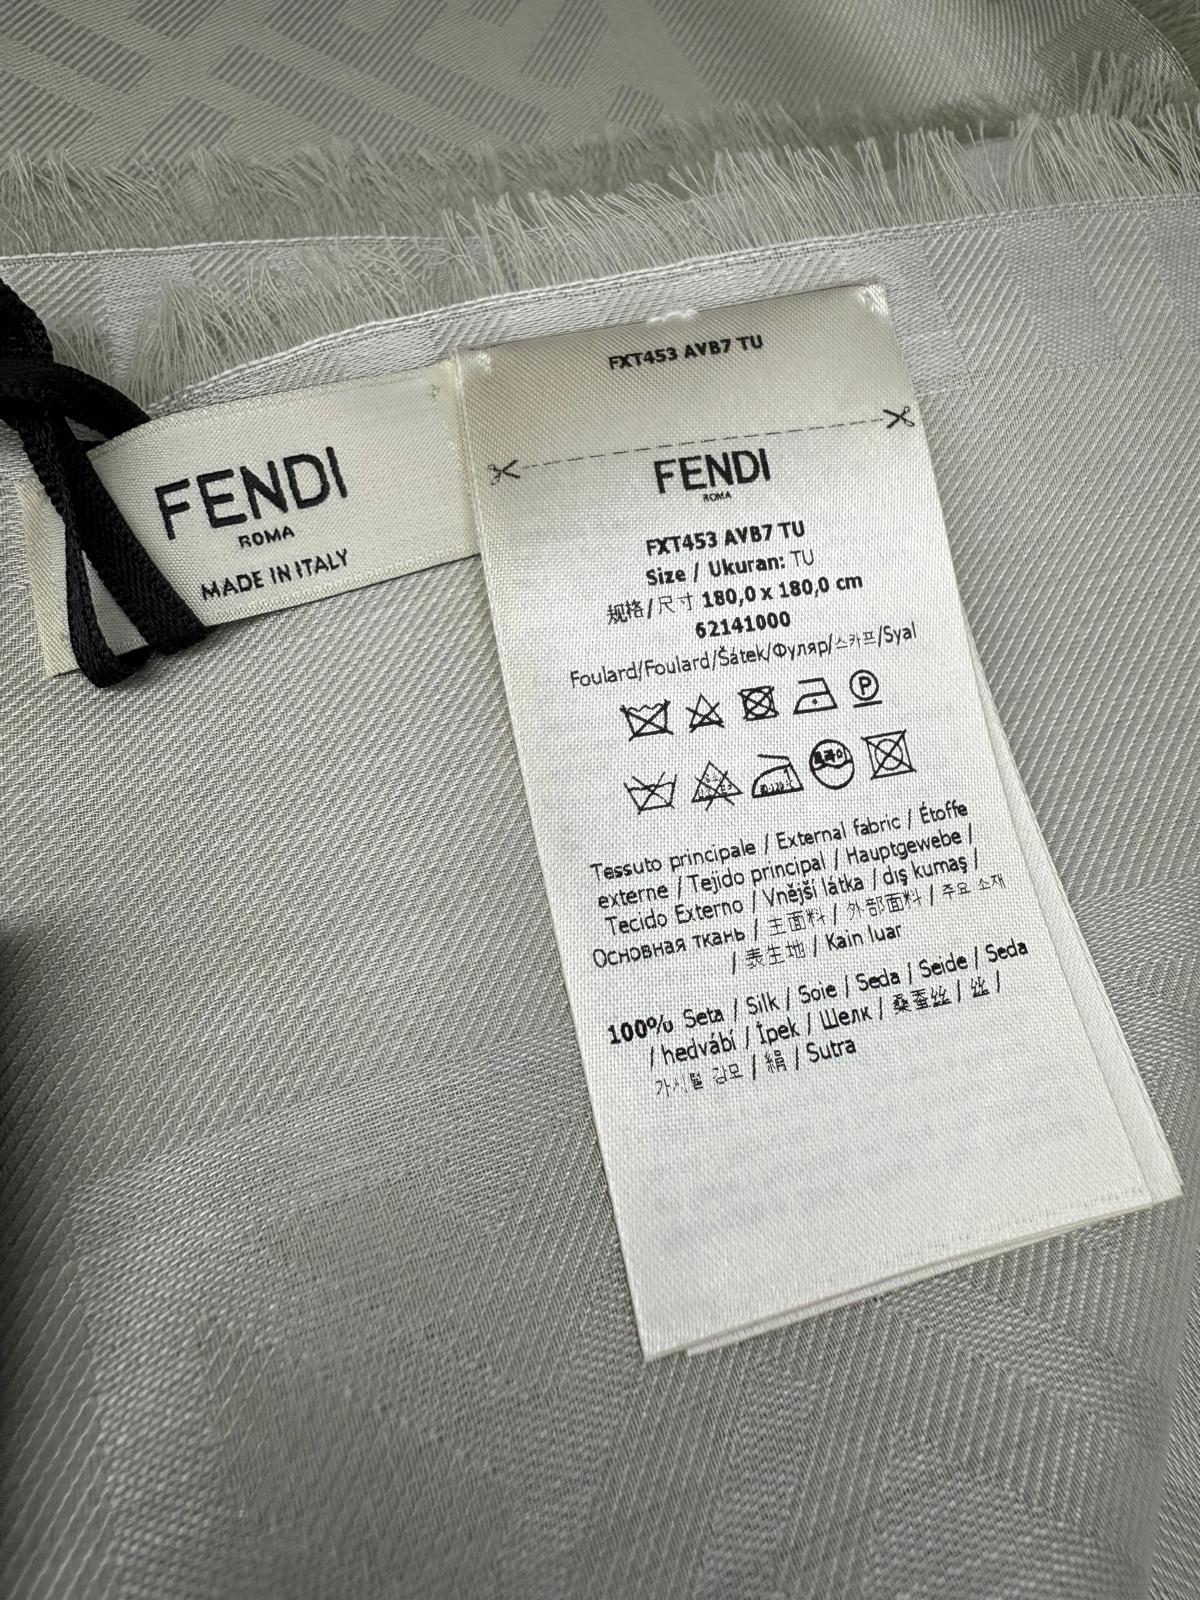 FENDI
ROMA
MADE IN ITALY
FXT453 AVB7 TU
FENDI
ROMA
FXT453 AVB7 TU
Size / Ukuran: TU
规格/尺寸 180,0 x 180,0 cm
62141000
Foulard/Foulard/Šátek/Фуляр/스카프/Şyal
P
Tessuto principale / External fabric / Étoffe
externe / Tejido principal / Hauptgewebe /
Tecido Externo / Vnější látka / dış kumaş /
Основная ткань / 主面料 / 外部面料 / 주요 소재
/ 表生地 / Kain luar
100% Seta / Silk / Soie / Seda / Seide / Seda
/ hedvábí / İpek / Шелк / 桑蚕丝 / 丝 /
/ 絹 / Sutra